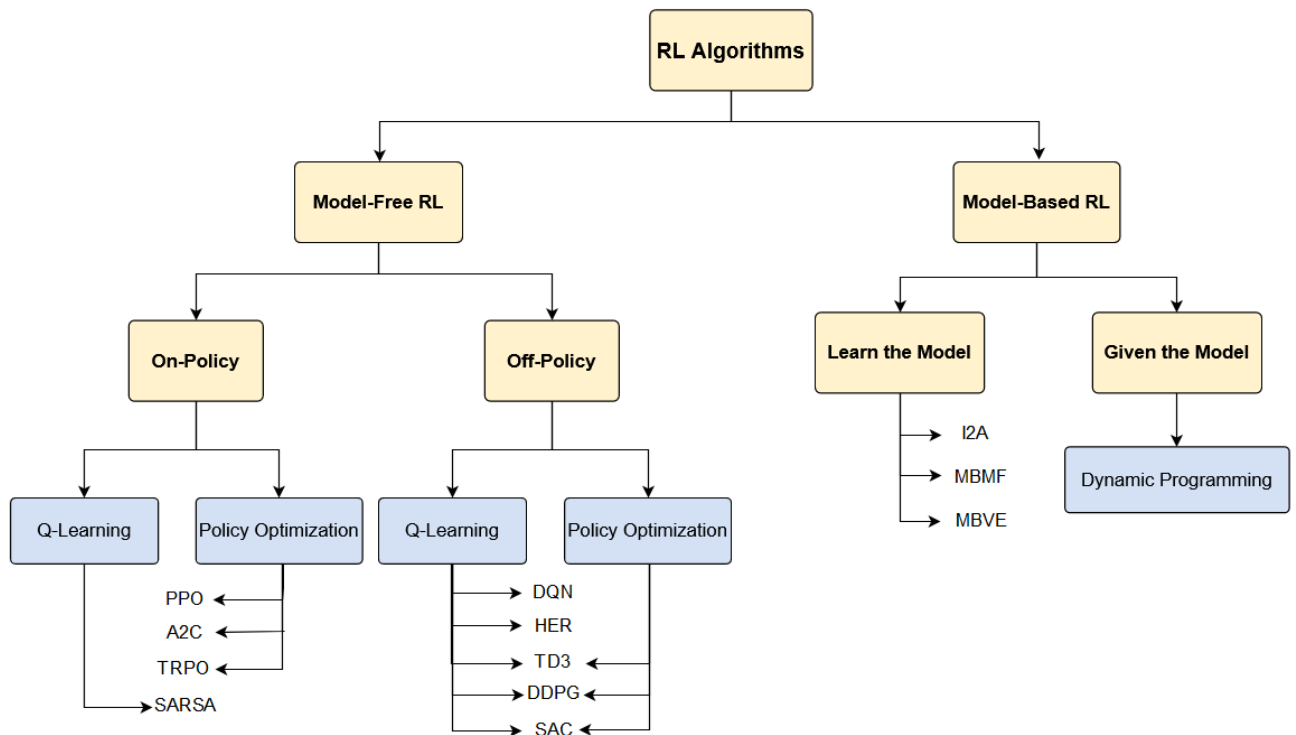 RL Algorithms
Model-Free RL
Model-Based RL
On-Policy
Off-Policy
Learn the Model
Given the Model
Q-Learning
Policy Optimization
Q-Learning
Policy Optimization
I2A
MBMF
MBVE
Dynamic Programming
PPO
A2C
TRPO
SARSA
DQN
HER
TD3
DDPG
SAC